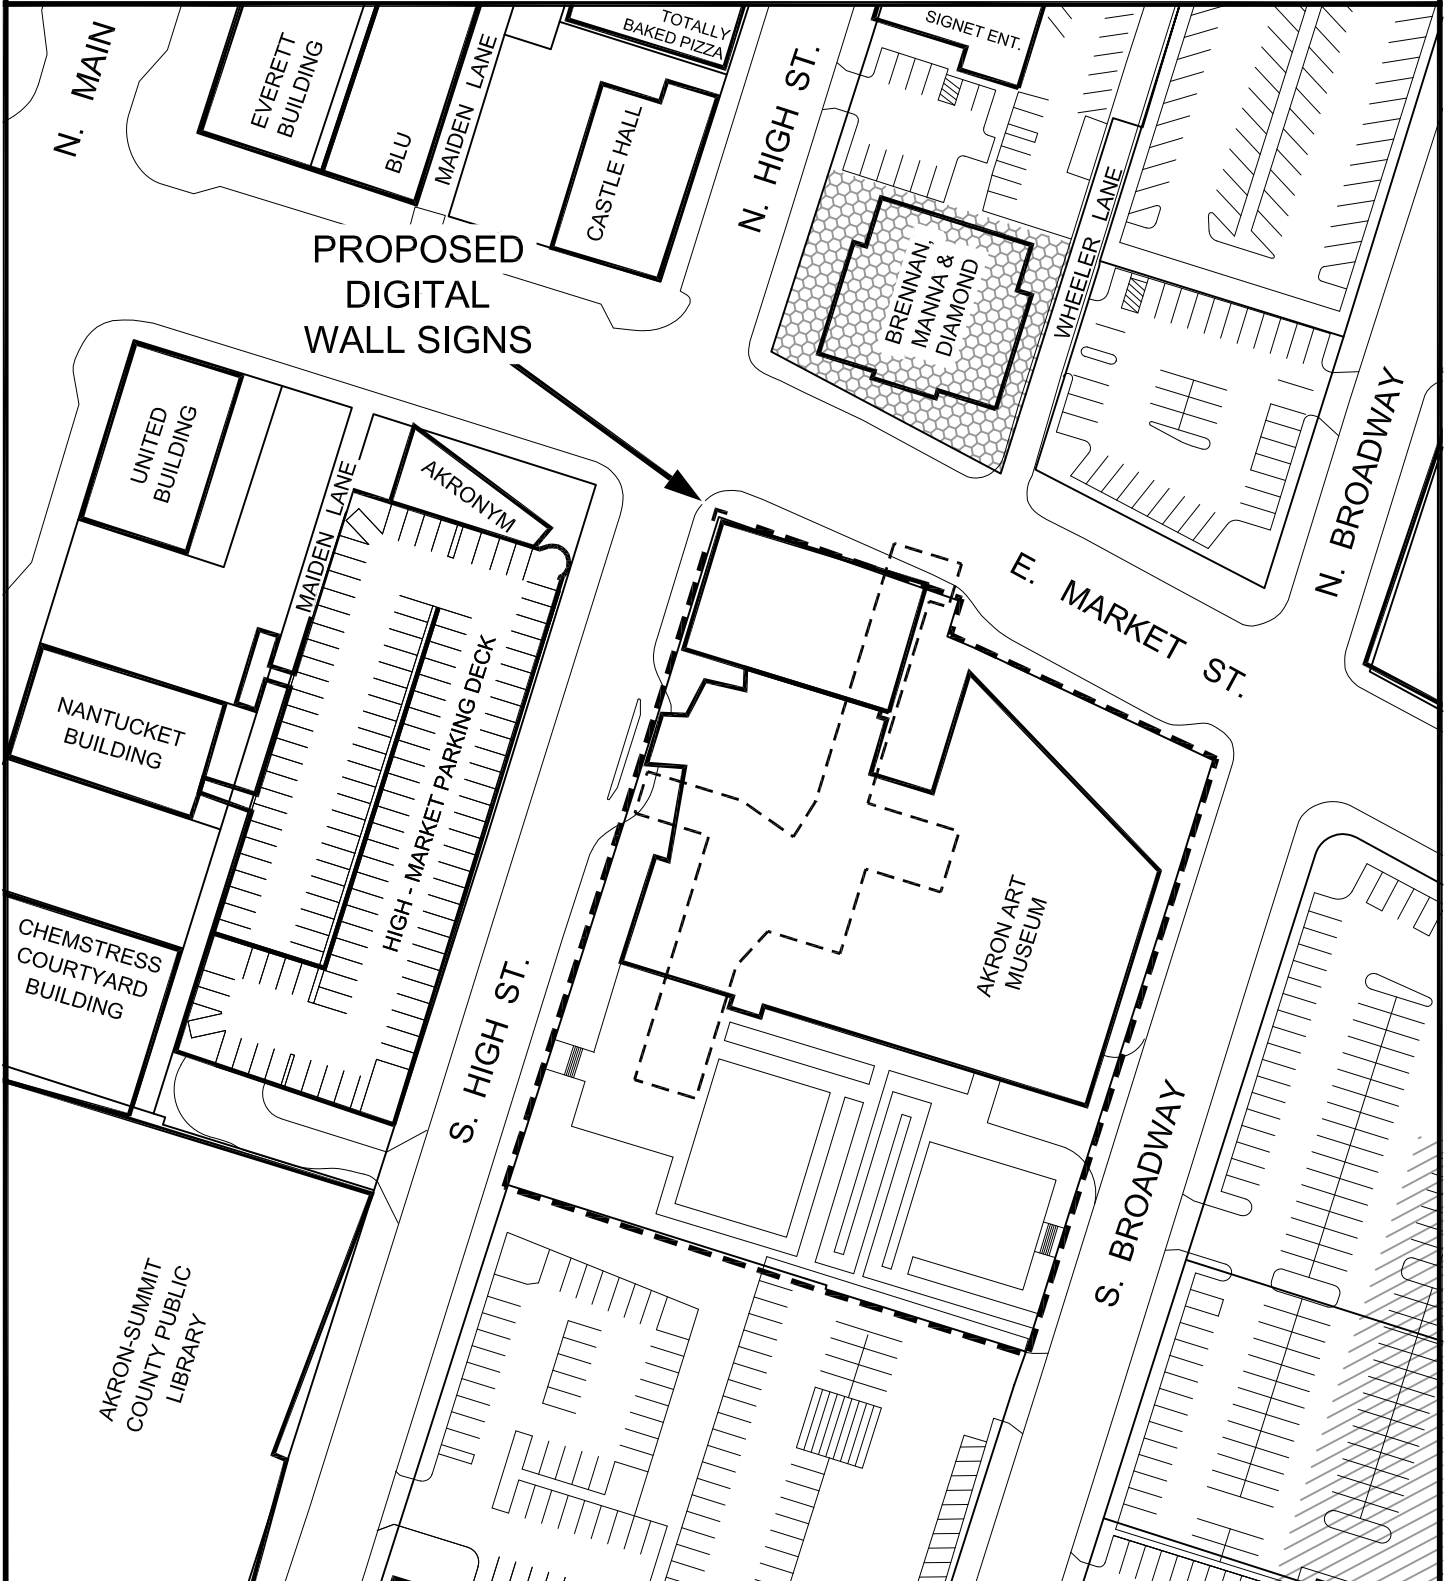 N. MAIN
EVERETT
BUILDING
BLU
MAIDEN LANE
TOTALLY
BAKED PIZZA
CASTLE HALL
N. HIGH ST.
SIGNET ENT.
BRENNAN,
MANNA &
DIAMOND
WHEELER LANE
PROPOSED
DIGITAL
WALL SIGNS
UNITED
BUILDING
MAIDEN LANE
AKRONYM
N. BROADWAY
E. MARKET ST.
NANTUCKET
BUILDING
HIGH - MARKET PARKING DECK
CHEMSTRESS
COURTYARD
BUILDING
S. HIGH ST.
AKRON ART
MUSEUM
S. BROADWAY
AKRON-SUMMIT
COUNTY PUBLIC
LIBRARY